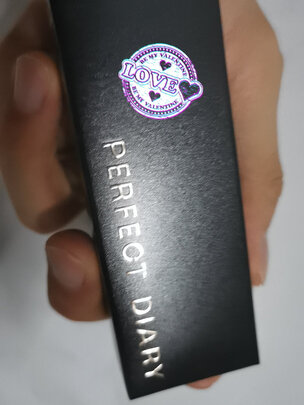 BE MY VALENTINE
LOVE
BE MY VALENTINE
PERFECT DIARY